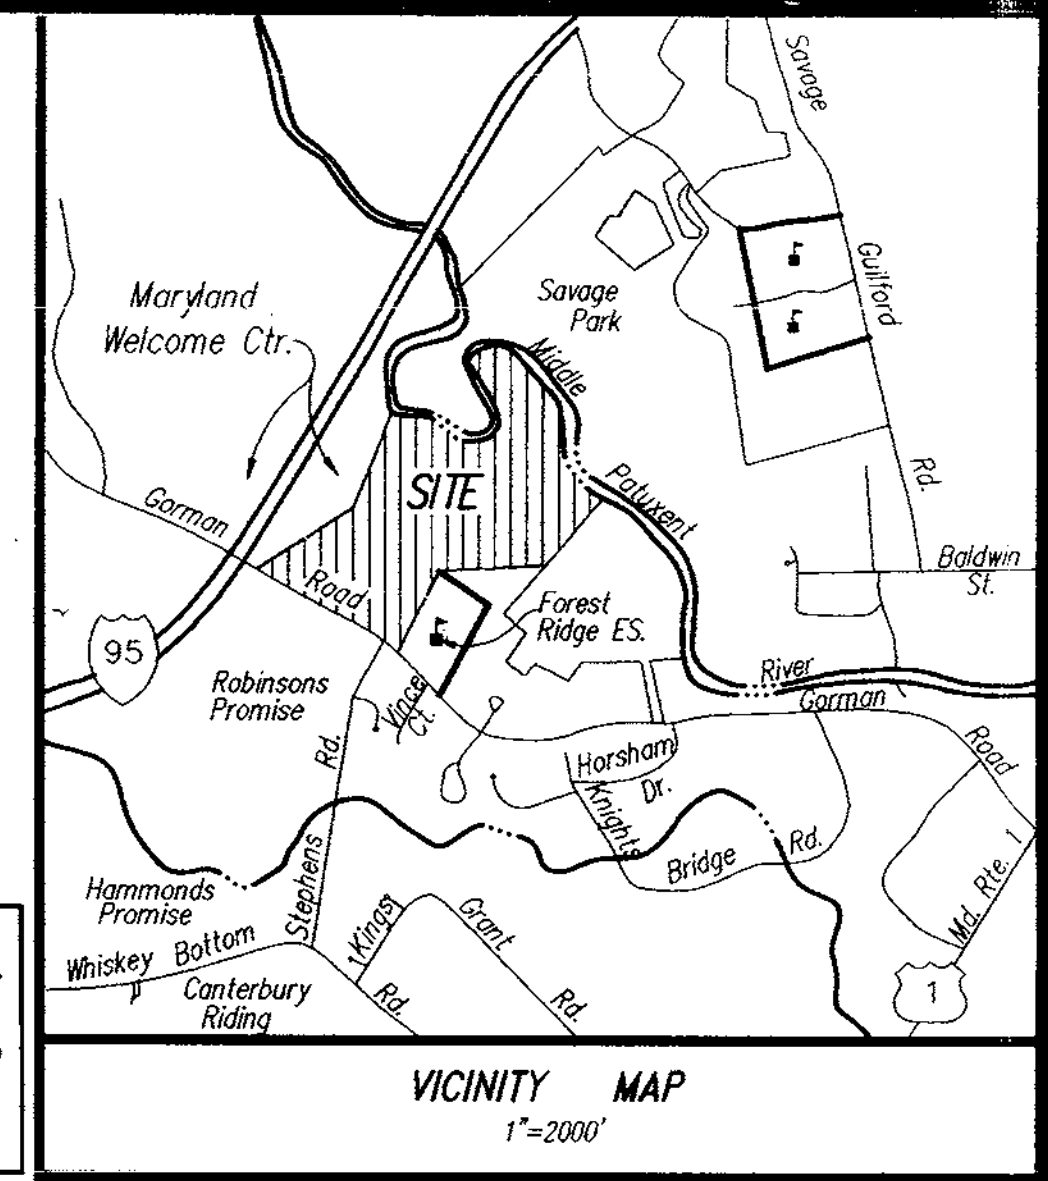 Savage
Guilford
Rd.
Maryland
Welcome Ctr.
Savage
Park
Middle
Patuxent
River
SITE
Gorman
Road
Baldwin
St.
Forest
Ridge ES.
95
Robinsons
Promise
Vince
Ct.
Rd.
Stephens
Gorman
Road
Horsham
Dr.
Knights
Bridge
Rd.
Md. Rte. 1
Hammonds
Promise
Kings
Grant
Rd.
Whiskey Bottom
Rd.
Canterbury
Riding
1
VICINITY MAP
1"=2000'